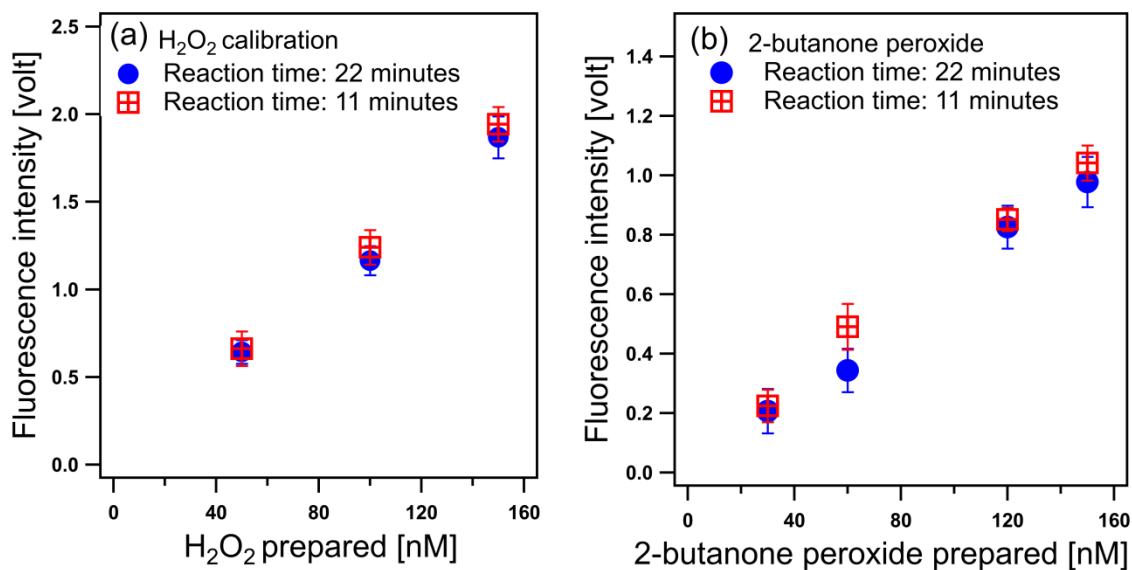 (a) H₂O₂ calibration
Reaction time: 22 minutes
Reaction time: 11 minutes
Fluorescence intensity [volt]
2.5
2.0
1.5
1.0
0.5
0.0
0 40 80 120 160
H₂O₂ prepared [nM]
(b) 2-butanone peroxide
Reaction time: 22 minutes
Reaction time: 11 minutes
Fluorescence intensity [volt]
1.4
1.2
1.0
0.8
0.6
0.4
0.2
0.0
0 40 80 120 160
2-butanone peroxide prepared [nM]